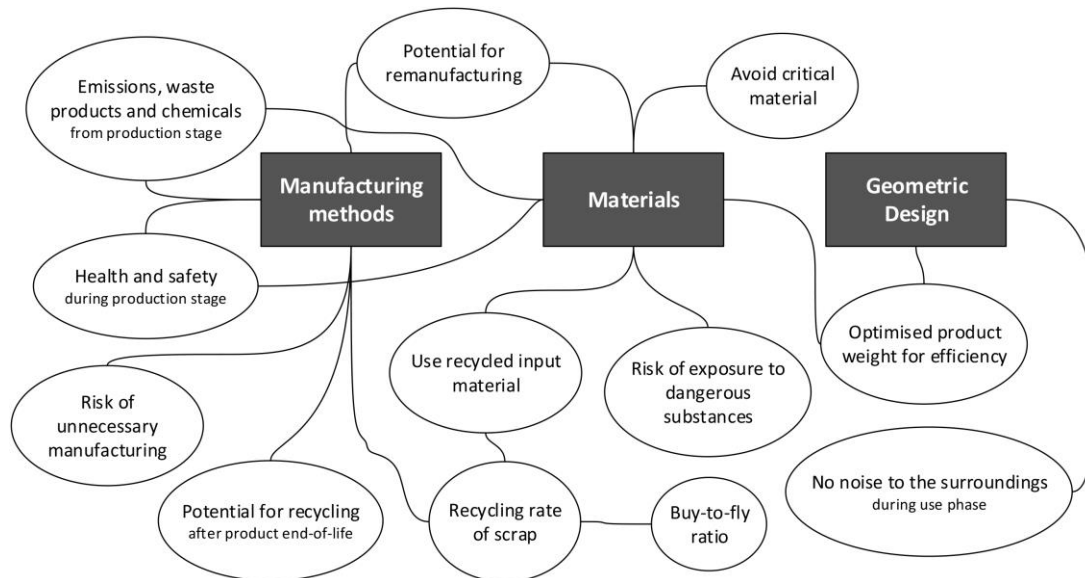 Potential for
remanufacturing
Emissions, waste
products and chemicals
from production stage
Avoid critical
material
Manufacturing
methods
Materials
Geometric
Design
Health and safety
during production stage
Optimised product
weight for efficiency
Use recycled input
material
Risk of exposure to
dangerous
substances
Risk of
unnecessary
manufacturing
No noise to the surroundings
during use phase
Potential for recycling
after product end-of-life
Recycling rate
of scrap
Buy-to-fly
ratio